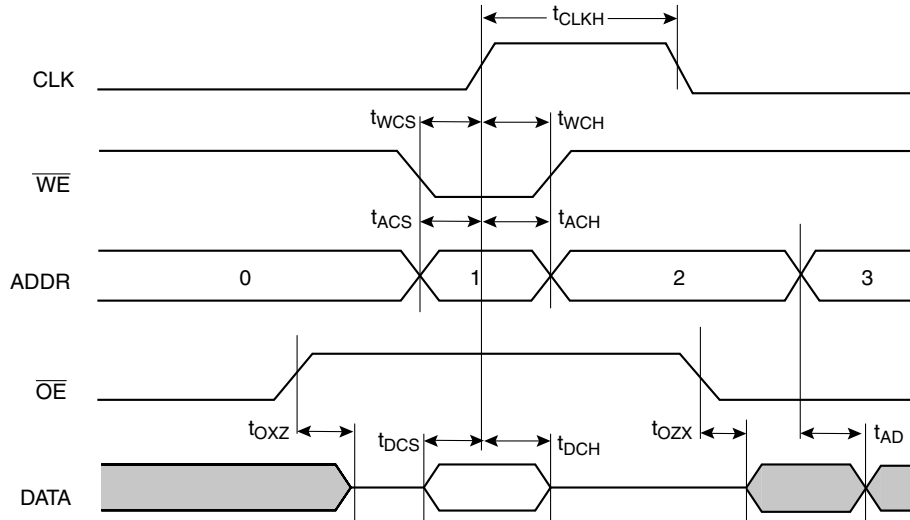 tCLKH
CLK
tWCS tWCH
WE
tACS tACH
ADDR 0 1 2 3
OE
tOXZ tDCS tDCH tOZX tAD
DATA